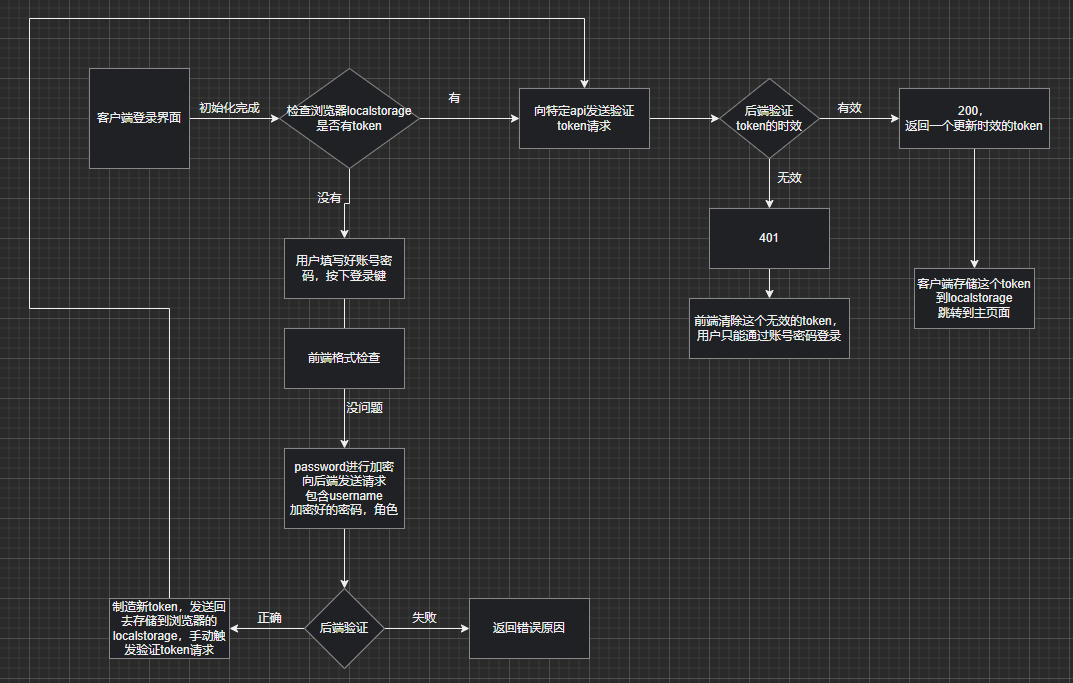 客户端登录界面
初始化完成
检查浏览器localstorage
是否有token
有
向特定api发送验证
token请求
后端验证
token的时效
有效
200，
返回一个更新时效的token
没有
无效
401
用户填写好账号密
码，按下登录键
客户端存储这个token
到localstorage
跳转到主页面
前端清除这个无效的token，
用户只能通过账号密码登录
前端格式检查
没问题
password进行加密
向后端发送请求
包含username
加密好的密码，角色
制造新token，发送回
去存储到浏览器的
localstorage，手动触
发验证token请求
正确
后端验证
失败
返回错误原因